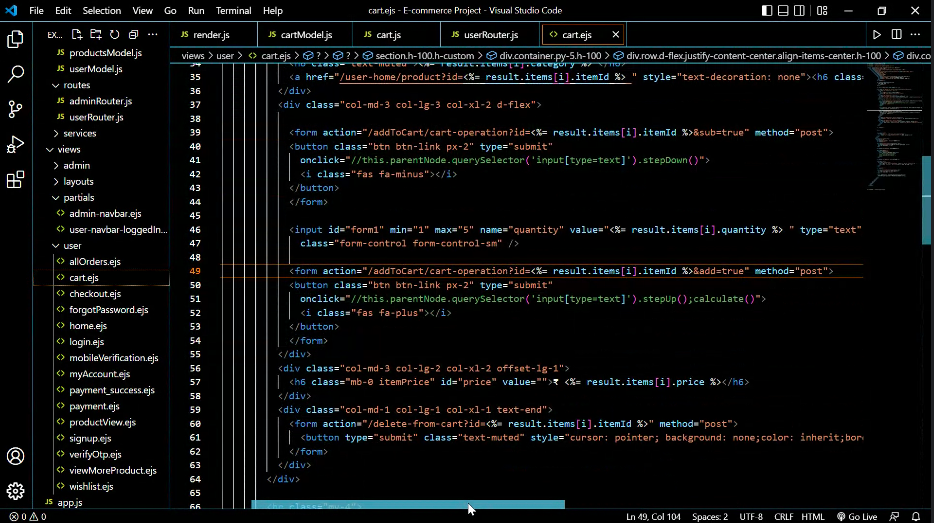 File Edit Selection View Go Run Terminal Help
cart.ejs - E-commerce Project - Visual Studio Code
EX...
JS render.js
JS cartModel.js
JS cart.js
JS userRouter.js
<> cart.ejs ×
views > user > <> cart.ejs > ? > ? > section.h-100.h-custom > div.container.py-5.h-100 > div.row.d-flex.justify-content-center.align-items-center.h-100 > div.co
JS productsModel.js
JS userModel.js
routes
JS adminRouter.js
JS userRouter.js
services
views
admin
layouts
partials
<> admin-navbar.ejs
<> user-navbar-loggedIn...
user
<> allOrders.ejs
<> cart.ejs
<> checkout.ejs
<> forgotPassword.ejs
<> home.ejs
<> login.ejs
<> mobileVerification.ejs
<> myAccount.ejs
<> payment_success.ejs
<> payment.ejs
<> productView.ejs
<> signup.ejs
<> verifyOtp.ejs
<> viewMoreProduct.ejs
<> wishlist.ejs
JS app.js
35 <a href="/user-home/product?id=<%= result.items[i].itemId %> " style="text-decoration: none"><h6 class
36 </div>
37 <div class="col-md-3 col-lg-3 col-xl-2 d-flex">
38
39 <form action="/addToCart/cart-operation?id=<%= result.items[i].itemId %>&sub=true" method="post">
40 <button class="btn btn-link px-2" type="submit"
41 onclick="//this.parentNode.querySelector('input[type=text]').stepDown()">
42 <i class="fas fa-minus"></i>
43 </button>
44 </form>
45
46 <input id="form1" min="1" max="5" name="quantity" value="<%= result.items[i].quantity %> " type="text"
47 class="form-control form-control-sm" />
48
49 <form action="/addToCart/cart-operation?id=<%= result.items[i].itemId %>&add=true" method="post">
50 <button class="btn btn-link px-2" type="submit"
51 onclick="//this.parentNode.querySelector('input[type=text]').stepUp();calculate()">
52 <i class="fas fa-plus"></i>
53 </button>
54 </form>
55 </div>
56 <div class="col-md-3 col-lg-2 col-xl-2 offset-lg-1">
57 <h6 class="mb-0 itemPrice" id="price" value="">₹ <%= result.items[i].price %></h6>
58 </div>
59 <div class="col-md-1 col-lg-1 col-xl-1 text-end">
60 <form action="/delete-from-cart?id=<%= result.items[i].itemId %>" method="post">
61 <button type="submit" class="text-muted" style="cursor: pointer; background: none;color: inherit;bor
62 </form>
63 </div>
64 </div>
65
66 <hr class="my-4">
0 0
Ln 49, Col 104 Spaces: 2 UTF-8 CRLF HTML Go Live